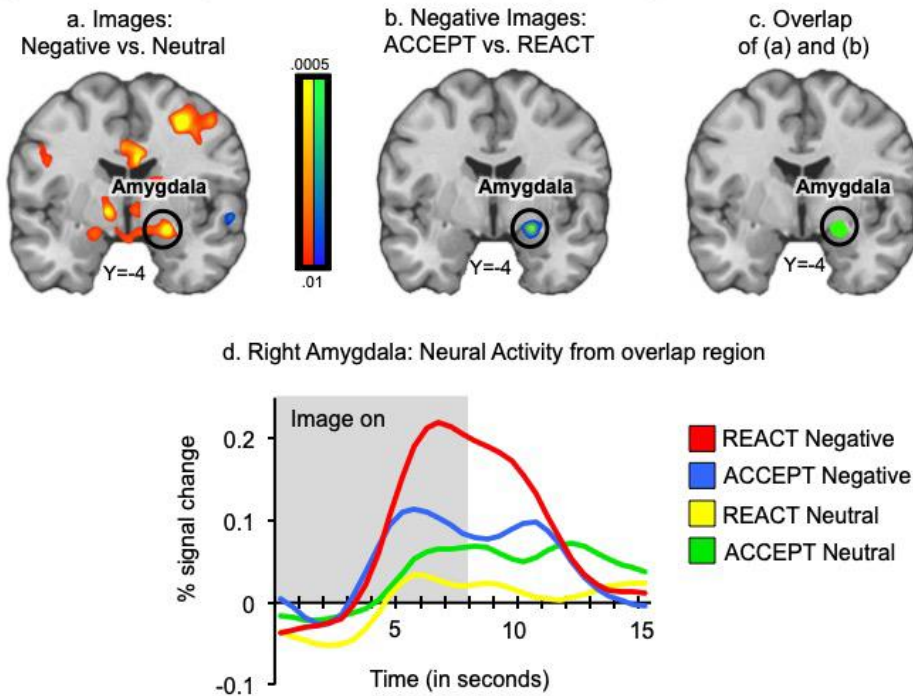 a. Images:
Negative vs. Neutral
b. Negative Images:
ACCEPT vs. REACT
c. Overlap
of (a) and (b)
.0005
.01
Amygdala
Y=-4
Amygdala
Y=-4
Amygdala
Y=-4
d. Right Amygdala: Neural Activity from overlap region
Image on
% signal change
0.2
0.1
0
-0.1
5
10
15
Time (in seconds)
REACT Negative
ACCEPT Negative
REACT Neutral
ACCEPT Neutral